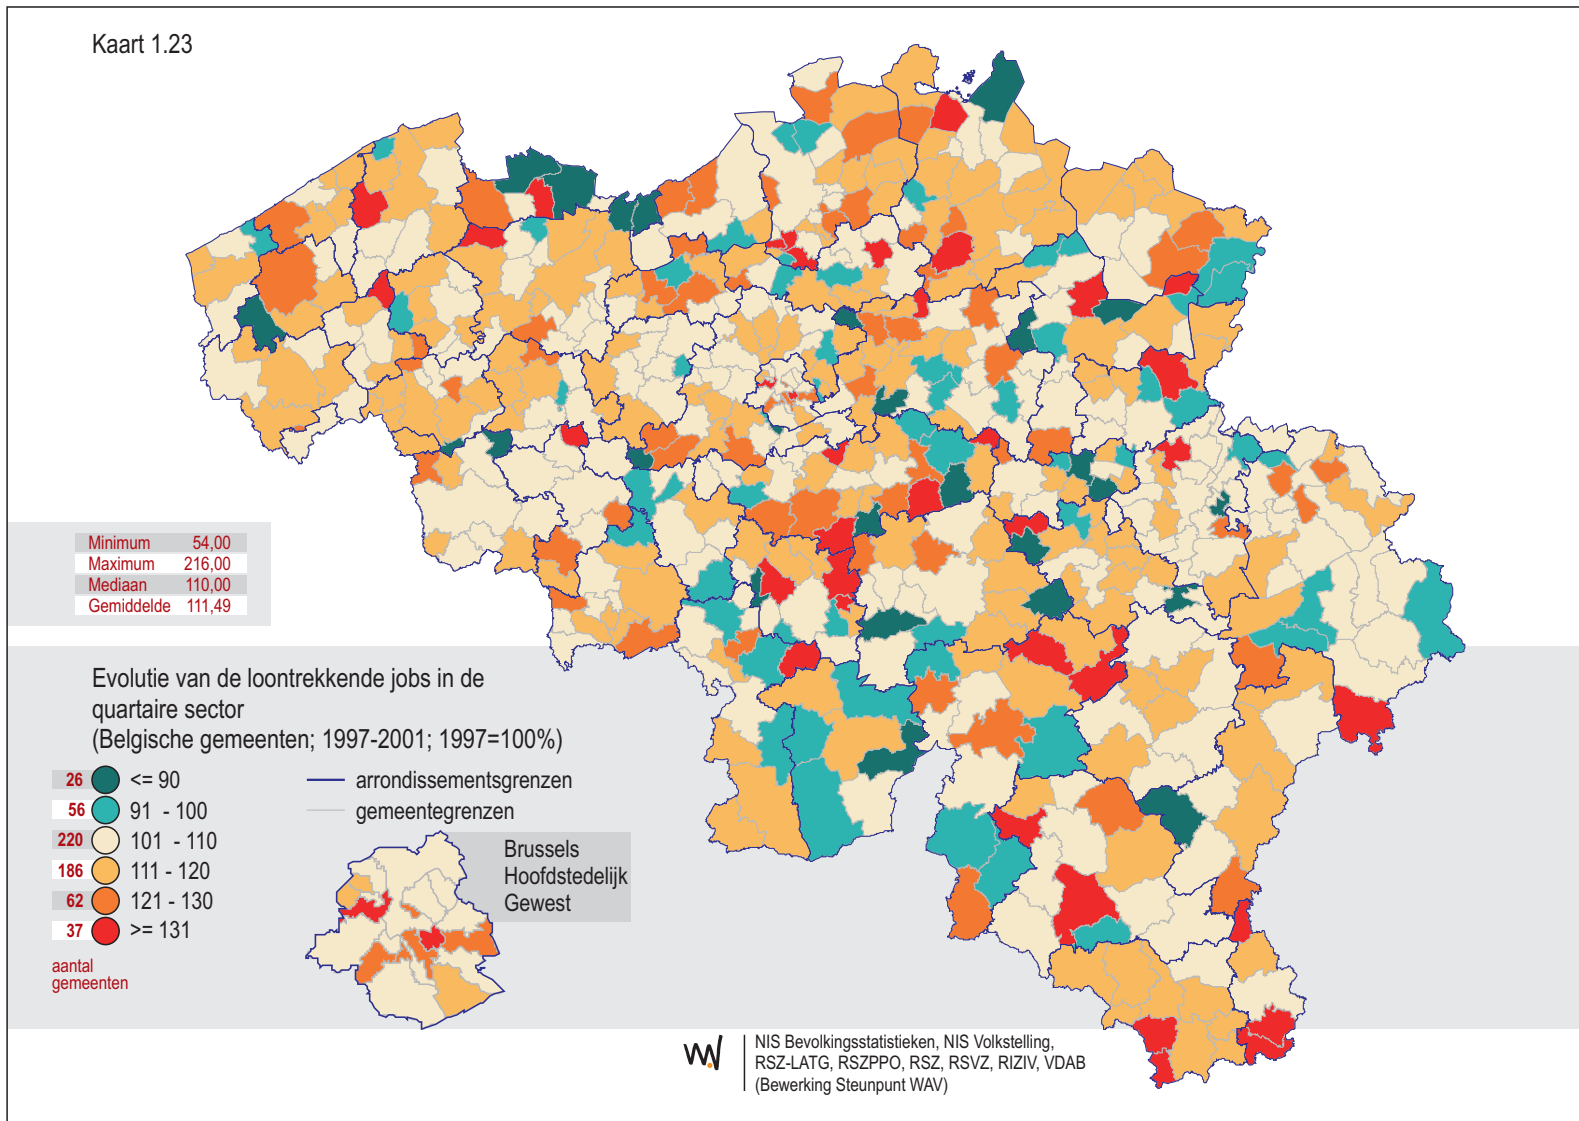 Kaart 1.23
Minimum 54,00
Maximum 216,00
Mediaan 110,00
Gemiddelde 111,49
Evolutie van de loontrekkende jobs in de
quartaire sector
(Belgische gemeenten; 1997-2001; 1997=100%)
26 <= 90
56 91 - 100
220 101 - 110
186 111 - 120
62 121 - 130
37 >= 131
aantal
gemeenten
arrondissementsgrenzen
gemeentegrenzen
Brussels
Hoofdstedelijk
Gewest
NIS Bevolkingsstatistieken, NIS Volkstelling,
RSZ-LATG, RSZPPO, RSZ, RSVZ, RIZIV, VDAB
(Bewerking Steunpunt WAV)